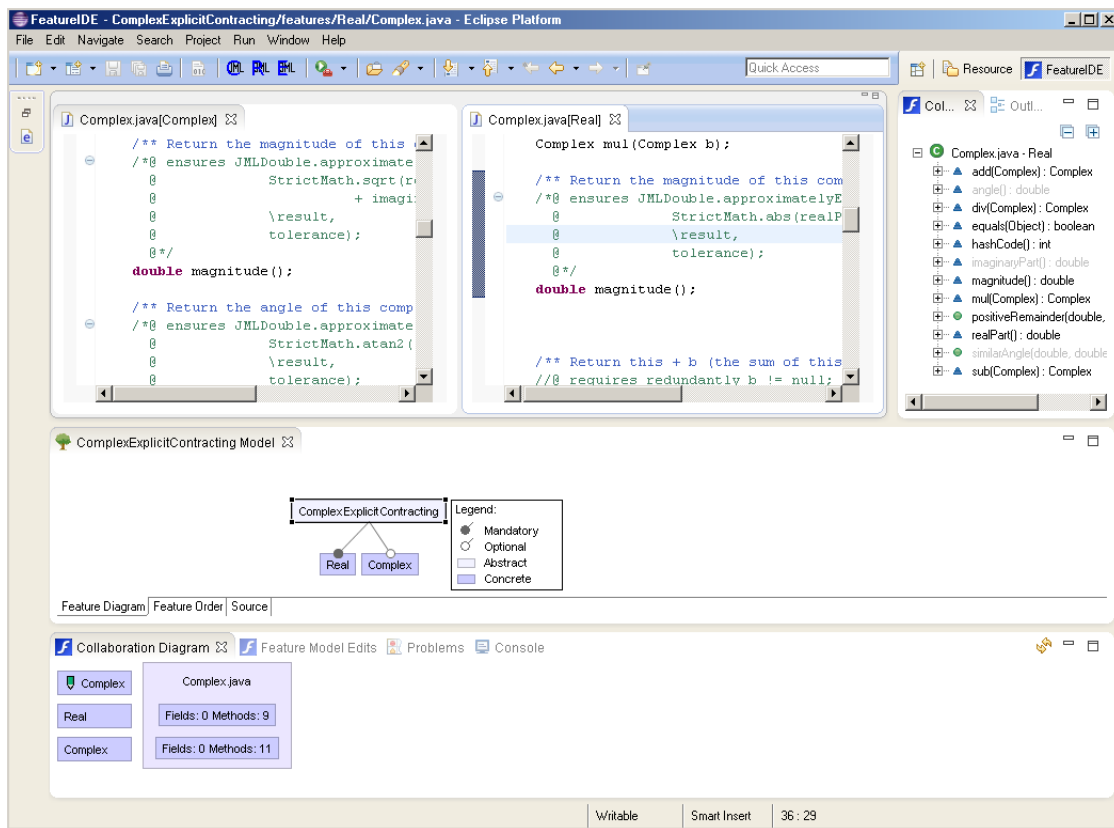 FeatureIDE - ComplexExplicitContracting/features/Real/Complex.java - Eclipse Platform
File Edit Navigate Search Project Run Window Help
Quick Access
Resource
FeatureIDE
Complex.java[Complex]
/** Return the magnitude of this
/*@ ensures JMLDouble.approximate
@ StrictMath.sqrt(r
@ + imagi
@ \result,
@ tolerance);
@*/
double magnitude();
/** Return the angle of this comp
/*@ ensures JMLDouble.approximate
@ StrictMath.atan2(
@ \result,
@ tolerance);
Complex.java[Real]
Complex mul(Complex b);
/** Return the magnitude of this com
/*@ ensures JMLDouble.approximatelyE
@ StrictMath.abs(realP
@ \result,
@ tolerance);
@*/
double magnitude();
/** Return this + b (the sum of this
//@ requires redundantly b != null;
Col...
Outl...
Complex.java - Real
add(Complex) : Complex
angle() : double
div(Complex) : Complex
equals(Object) : boolean
hashCode() : int
imaginaryPart() : double
magnitude() : double
mul(Complex) : Complex
positiveRemainder(double,
realPart() : double
similarAngle(double, double
sub(Complex) : Complex
ComplexExplicitContracting Model
ComplexExplicitContracting
Real
Complex
Legend:
Mandatory
Optional
Abstract
Concrete
Feature Diagram Feature Order Source
Collaboration Diagram
Feature Model Edits
Problems
Console
Complex
Complex.java
Real
Fields: 0 Methods: 9
Complex
Fields: 0 Methods: 11
Writable
Smart Insert
36 : 29